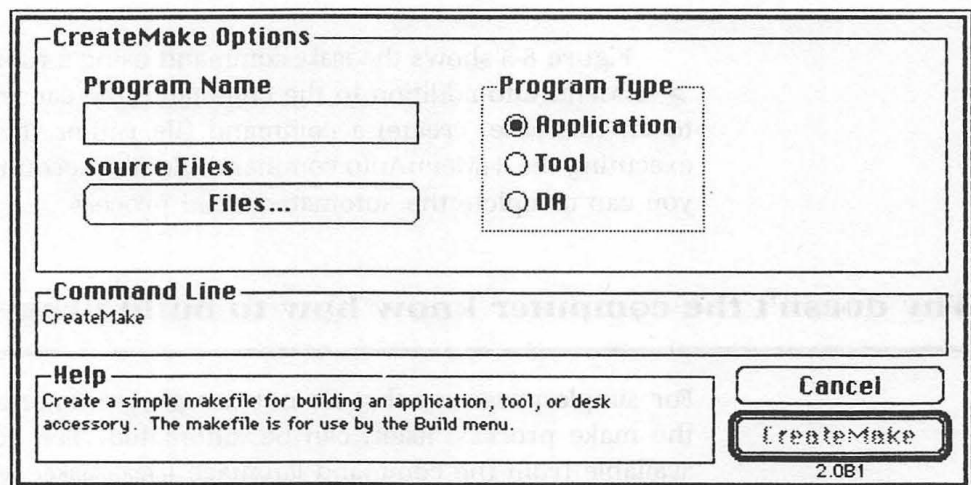 CreateMake Options
Program Name
Program Type
Application
Source Files
Tool
Files...
DA
Command Line
CreateMake
Help
Create a simple makefile for building an application, tool, or desk
accessory. The makefile is for use by the Build menu.
Cancel
CreateMake
2.0B1